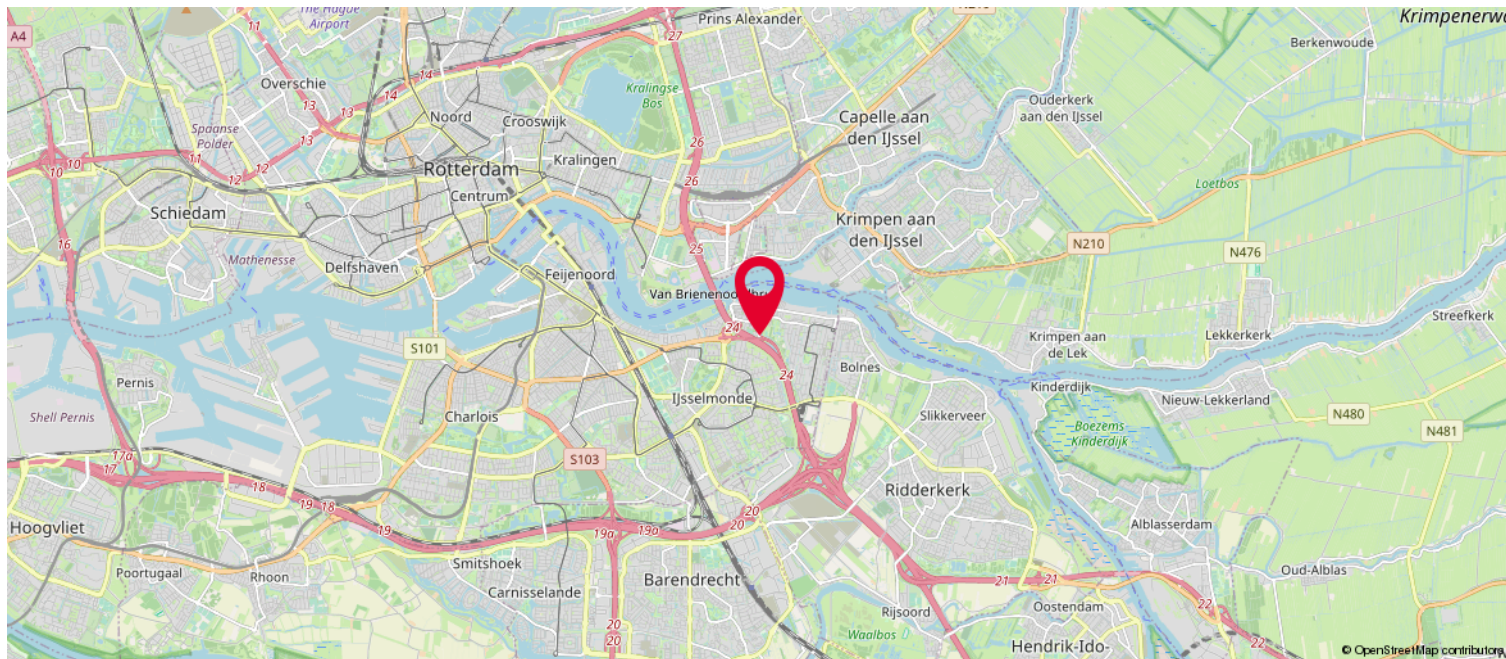 The Hague
Airport
11
A4
27
Prins Alexander
N210
Krimpenerwa
Berkenwoude
Overschie
14
13
14
13
Kralingse
Bos
Noord
Crooswijk
Ouderkerk
aan den IJssel
Capelle aan
den IJssel
Spaanse
Polder
26
10
10
11
12
12
Kralingen
Rotterdam
26
Loetbos
Centrum
Schiedam
Krimpen aan
den IJssel
16
25
N210
N476
Mathenesse
Delfshaven
Feijenoord
Van Brienenoordbru
Streefkerk
24
Krimpen aan
de Lek
Lekkerkerk
S101
24
Bolnes
Pernis
Kinderdijk
IJsselmonde
Nieuw-Lekkerland
Shell Pernis
Charlois
Slikkerveer
N480
Boezems
Kinderdijk
N481
17a
17
S103
18
Ridderkerk
19
18
20
20
Hoogvliet
19
19a
19a
Alblasserdam
Smitshoek
Poortugaal
Rhoon
Barendrecht
21
21
Oud-Alblas
Carnisselande
Rijsoord
Oostendam
22
20
20
Waalbos
Hendrik-Ido-
22
© OpenStreetMap contributors